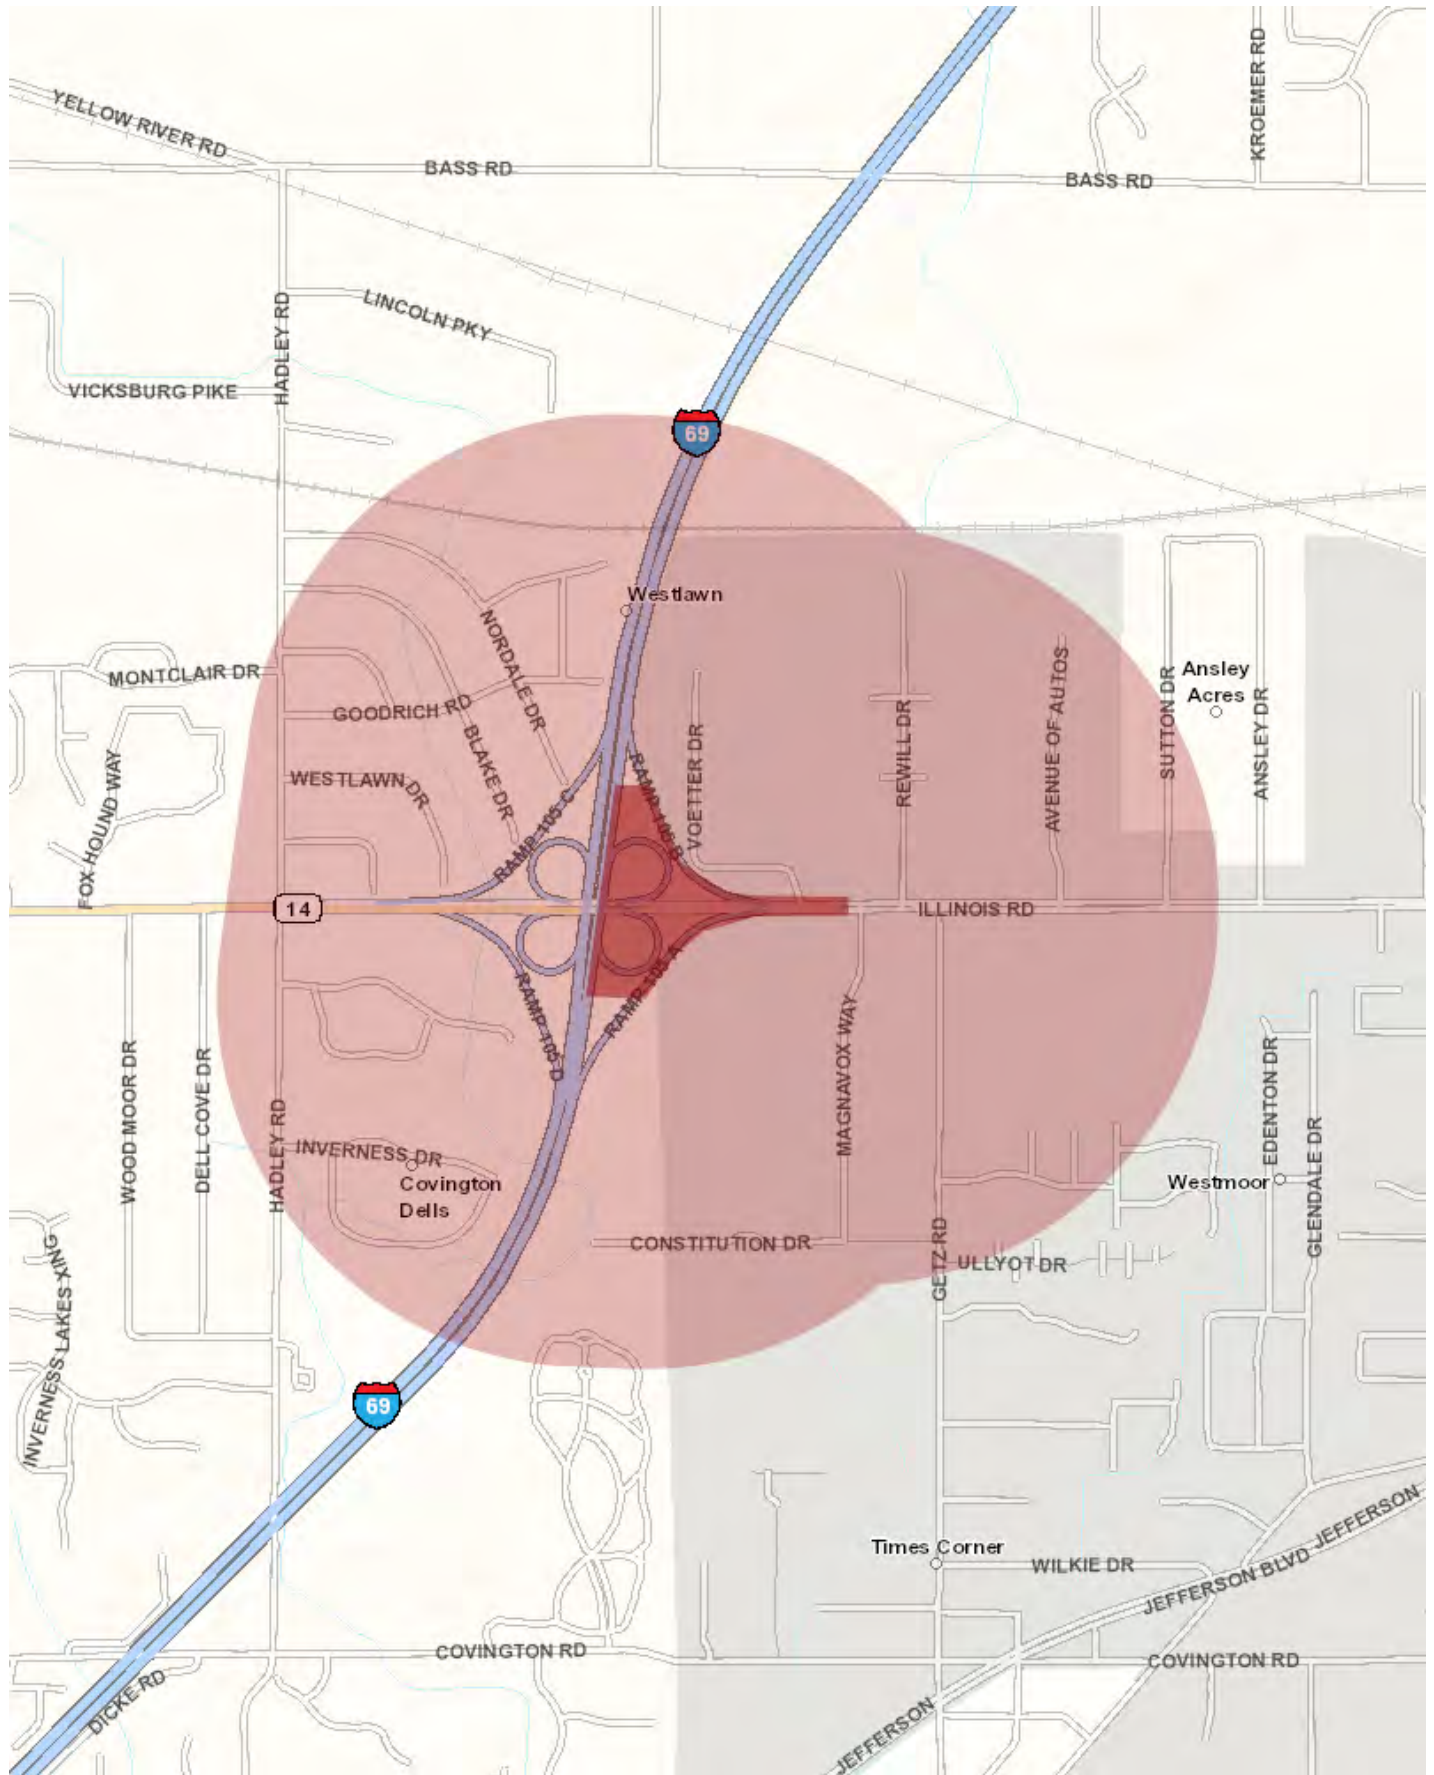 KROEMER RD
YELLOW RIVER RD
BASS RD
BASS RD
HADLEY RD
LINCOLN PKY
VICKSBURG PIKE
69
Westlawn
NORDALE DR
MONTCLAIR DR
GOODRICH RD
BLAKE DR
WESTLAWN DR
FOX HOUND WAY
RAMP 105 C
RAMP 105 B
VOETTER DR
REWILL DR
AVENUE OF AUTOS
SUTTON DR
Ansley
Acres
ANSLEY DR
14
ILLINOIS RD
RAMP 105 D
RAMP 105 A
MAGNAVOX WAY
WOOD MOOR DR
DELL COVE DR
HADLEY RD
INVERNESS DR
Covington
Dells
EDENTON DR
GLENDALE DR
Westmoor
CONSTITUTION DR
GETZ RD
ULLYOT DR
INVERNESS LAKES XING
69
Times Corner
WILKIE DR
JEFFERSON BLVD
JEFFERSON
COVINGTON RD
COVINGTON RD
DICKE RD
JEFFERSON